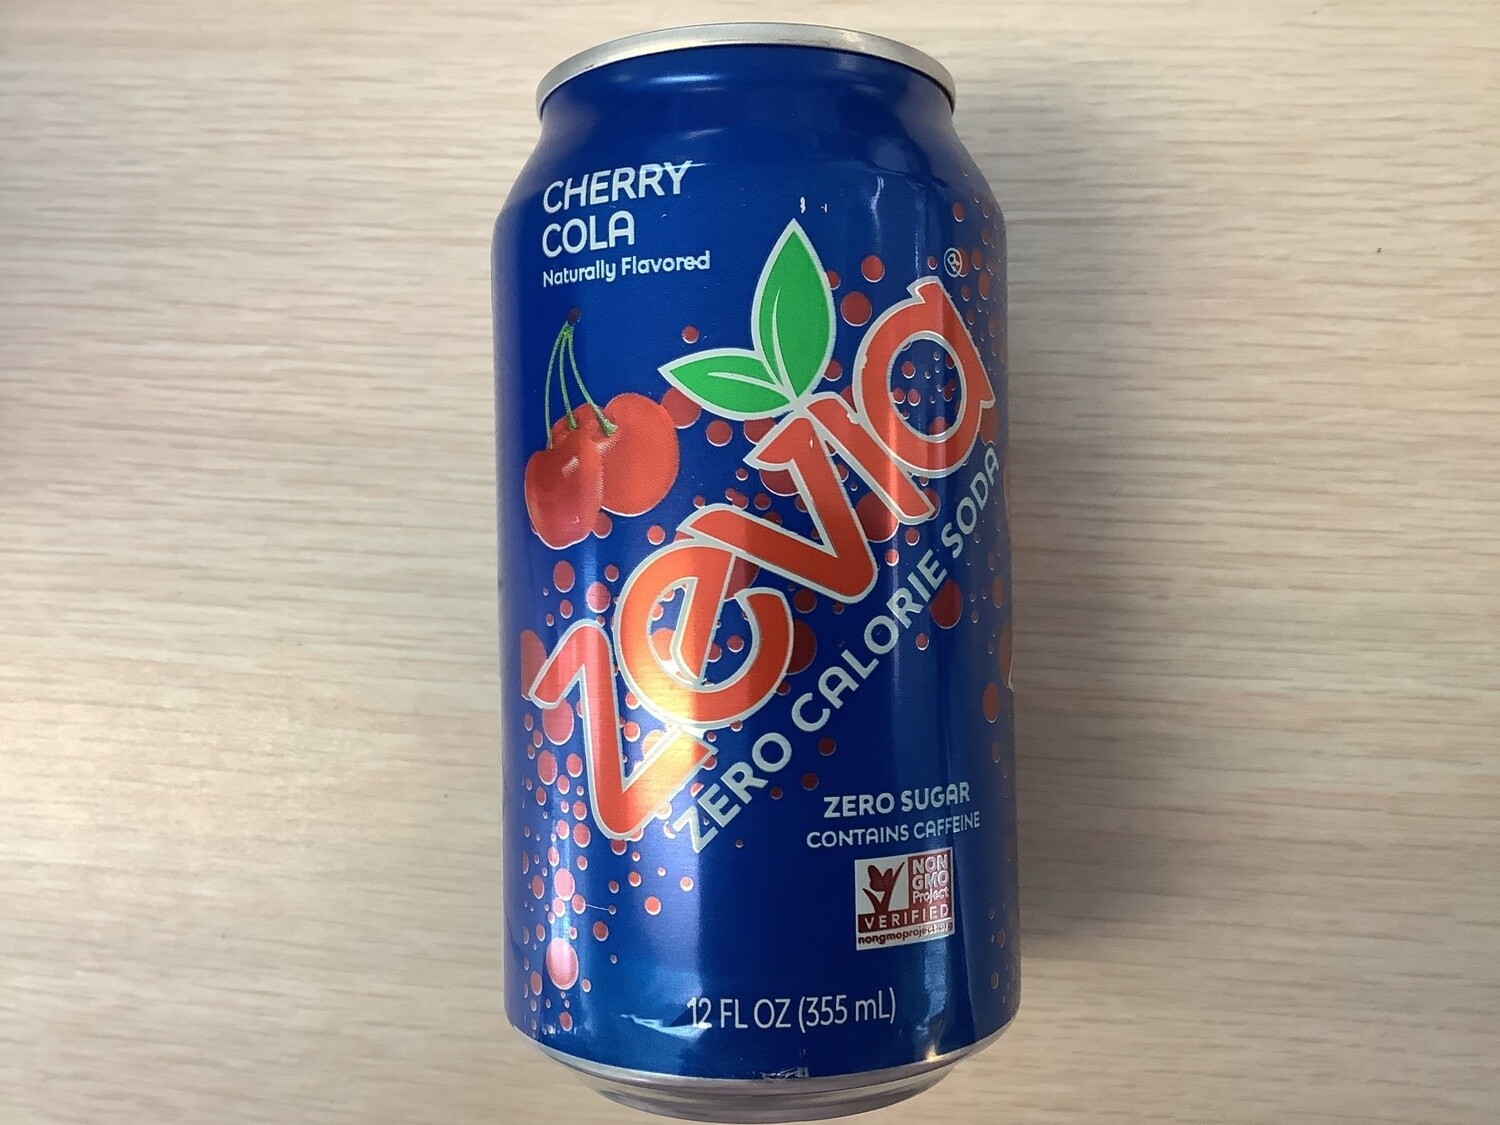 CHERRY
COLA
Naturally Flavored
zevia®
ZERO CALORIE SODA
ZERO SUGAR
CONTAINS CAFFEINE
NON
GMO
Project
VERIFIED
nongmoproject.org
12 FL OZ (355 mL)